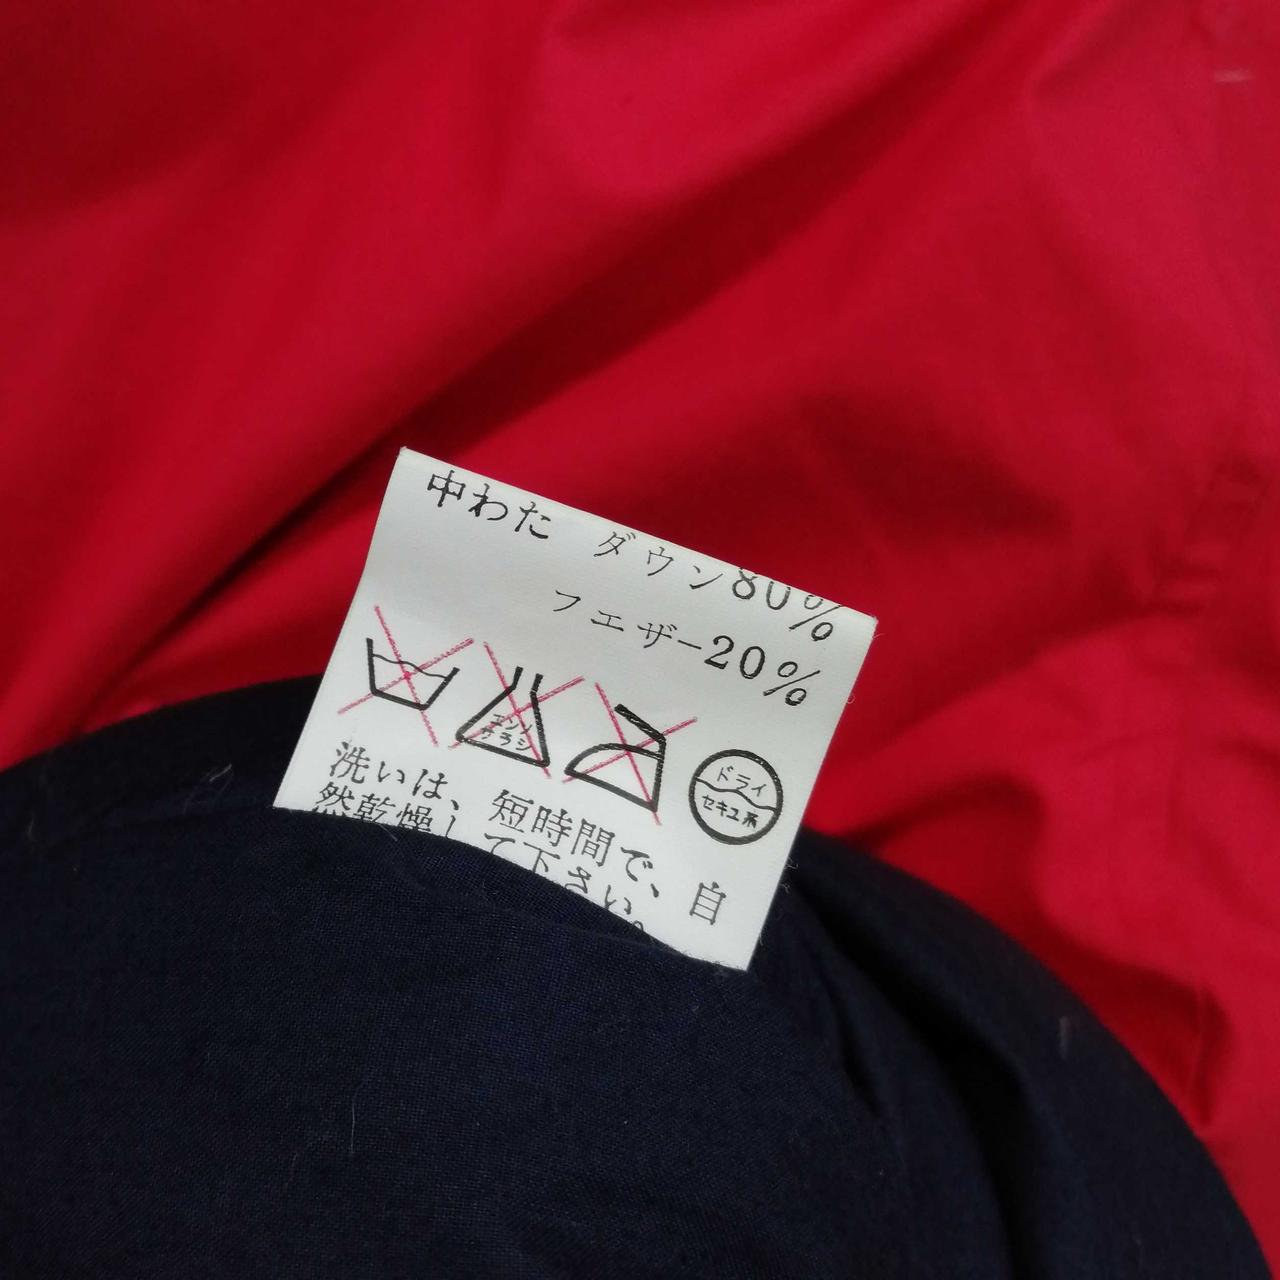 中わた ダウン80%
フエザー20%
エンソ
サラシ
ドライ
セキユ系
洗いは、短時間で、自
然乾燥して下さい。